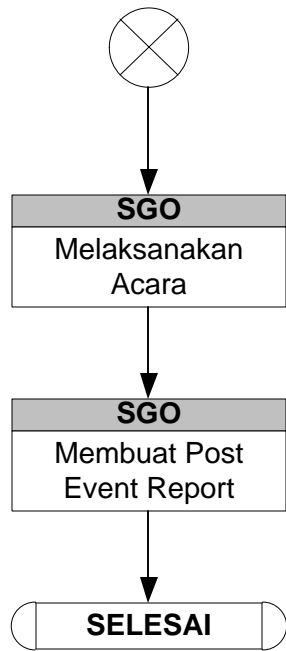 SGO
Melaksanakan
Acara
SGO
Membuat Post
Event Report
SELESAI